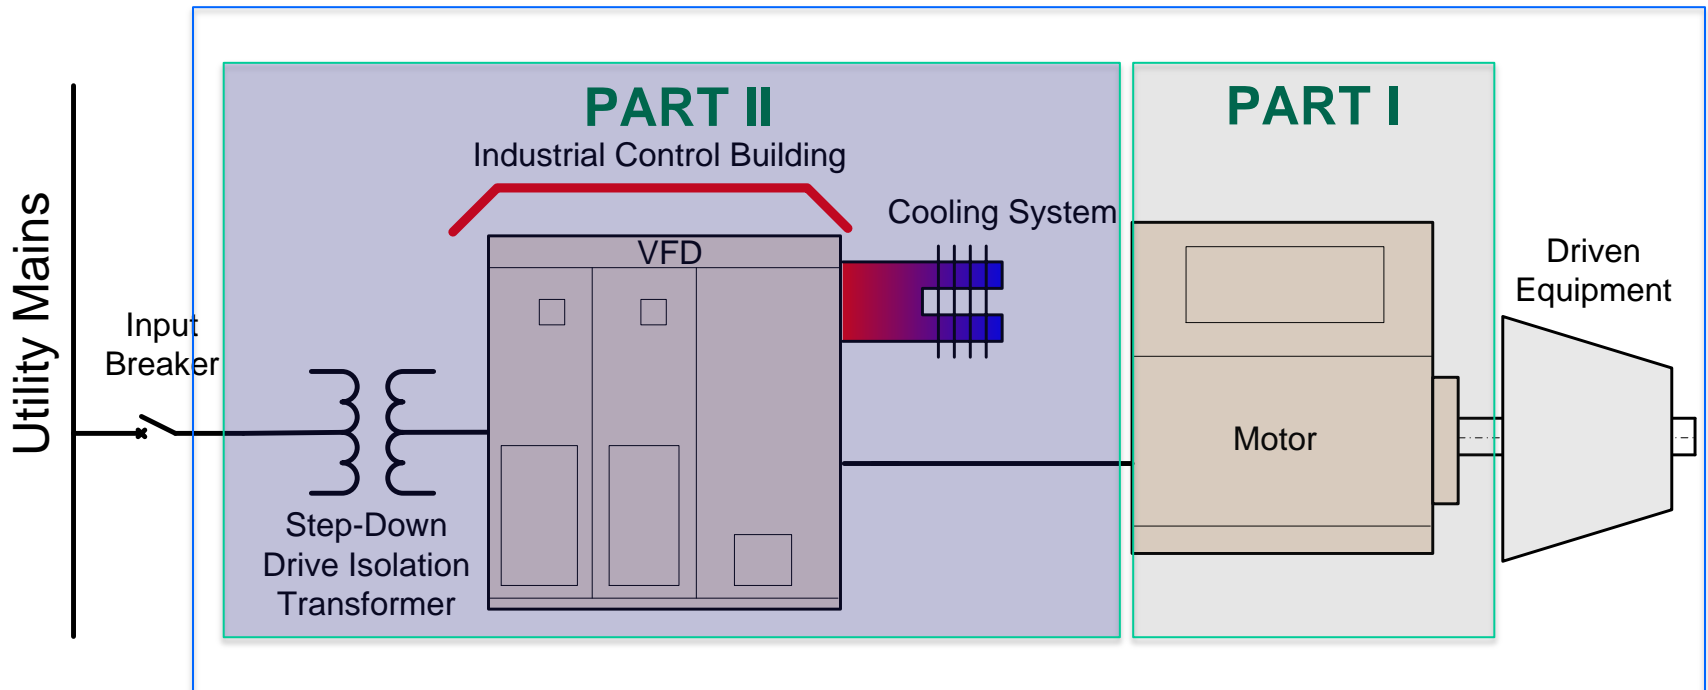 PART II
Industrial Control Building
PART I
Cooling System
VFD
Driven
Equipment
Utility Mains
Input
Breaker
Motor
Step-Down
Drive Isolation
Transformer